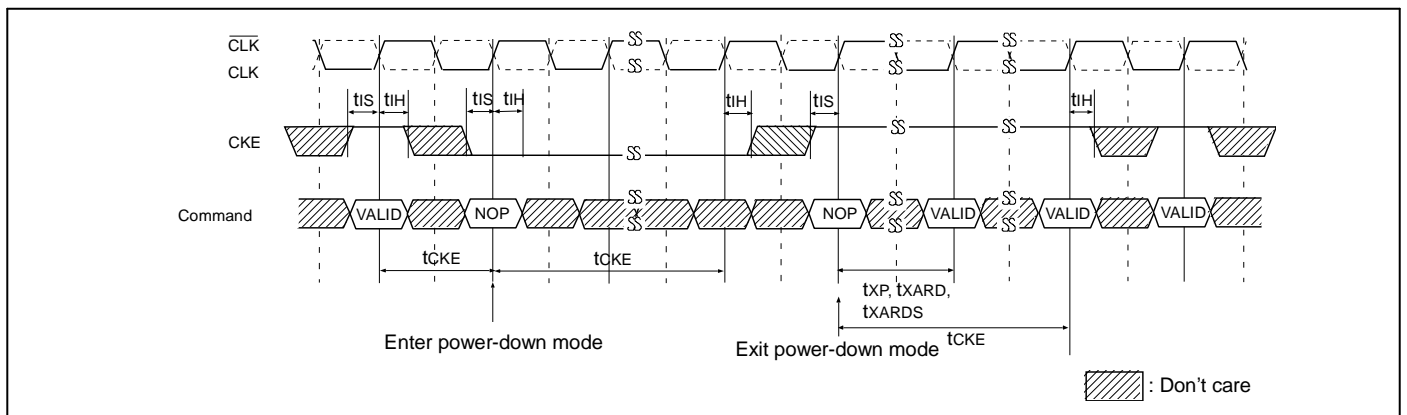 CLK
CLK
tIS tIH tIS tIH tIH tIS tIH
CKE
Command
VALID NOP NOP VALID VALID VALID
tCKE tCKE
tXP, tXARD,
tXARDS
Enter power-down mode
Exit power-down mode
tCKE
: Don't care